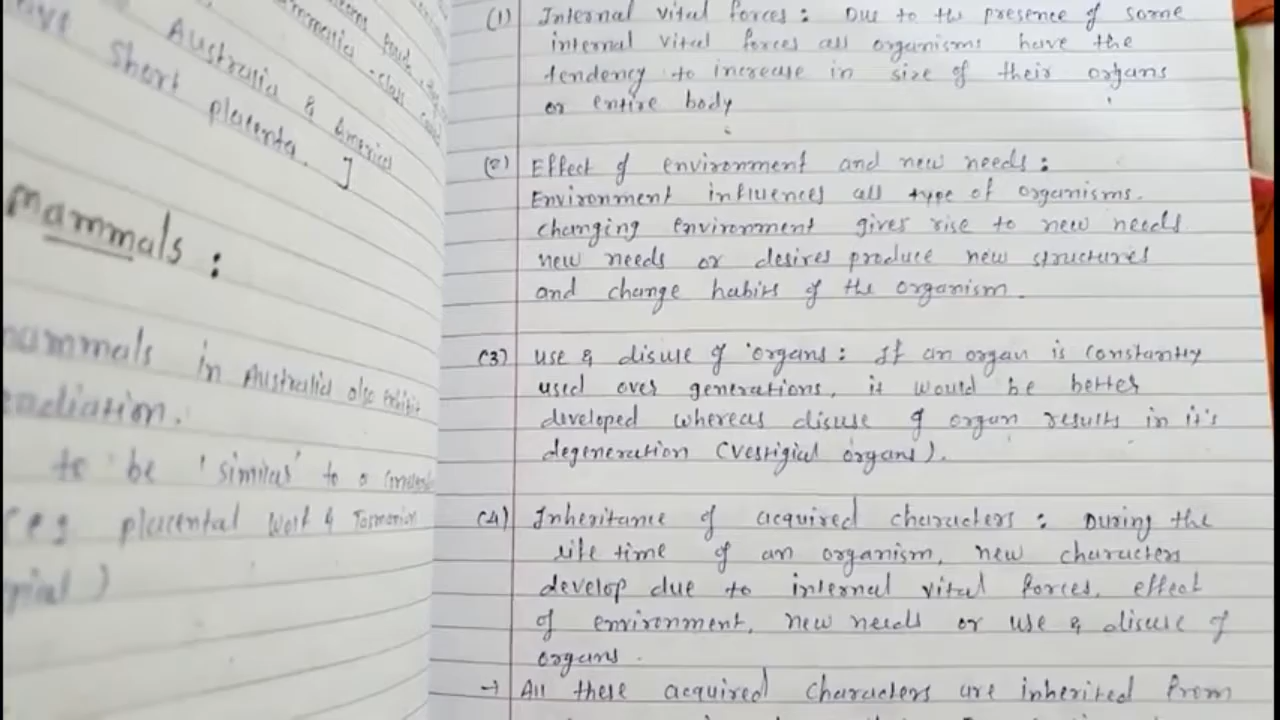 Australia & America
short placenta. ]
Mammals :
mammals in Australia also exhibit
radiation.
to be 'similar' to a
(eg placental wolf & Tasmanian
(1) Internal vital forces : Due to the presence of some
internal vital forces all organisms have the
tendency to increase in size of their organs
or entire body
(2) Effect of environment and new needs :
Environment influences all type of organisms.
changing environment gives rise to new needs
new needs or desires produce new structures
and change habits of the organism.
(3) use & disuse of organs : If an organ is constantly
used over generations, it would be better
developed whereas disuse of organ results in it's
degeneration (vestigial organs).
(4) Inheritance of acquired characters : During the
life time of an organism, new characters
develop due to internal vital forces, effect
of environment, new needs or use & disuse of
organs.
→ All these acquired characters are inherited from